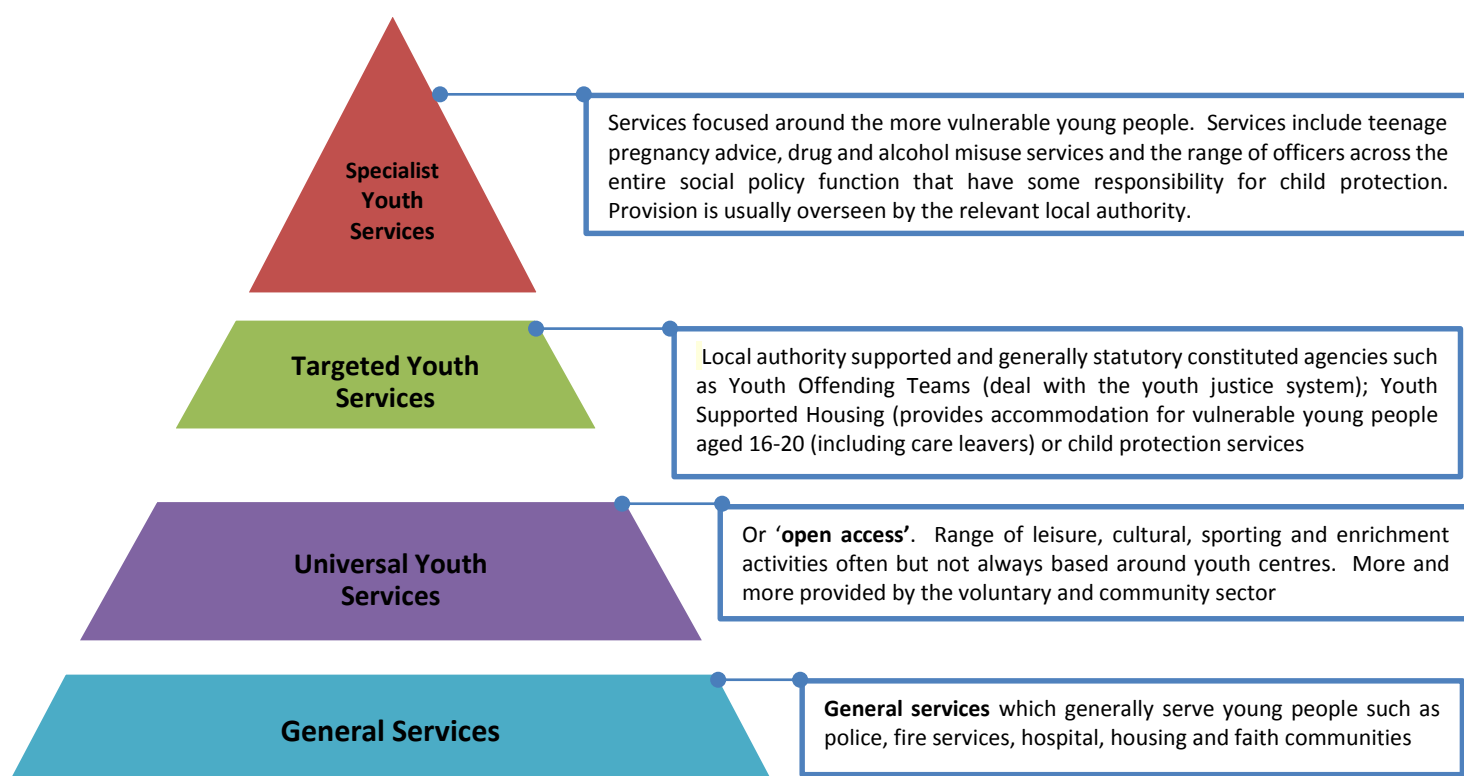 Specialist
Youth
Services
Services focused around the more vulnerable young people. Services include teenage
pregnancy advice, drug and alcohol misuse services and the range of officers across the
entire social policy function that have some responsibility for child protection.
Provision is usually overseen by the relevant local authority.
Targeted Youth
Services
Local authority supported and generally statutory constituted agencies such
as Youth Offending Teams (deal with the youth justice system); Youth
Supported Housing (provides accommodation for vulnerable young people
aged 16-20 (including care leavers) or child protection services
Universal Youth
Services
Or ‘open access’. Range of leisure, cultural, sporting and enrichment
activities often but not always based around youth centres. More and
more provided by the voluntary and community sector
General Services
General services which generally serve young people such as
police, fire services, hospital, housing and faith communities